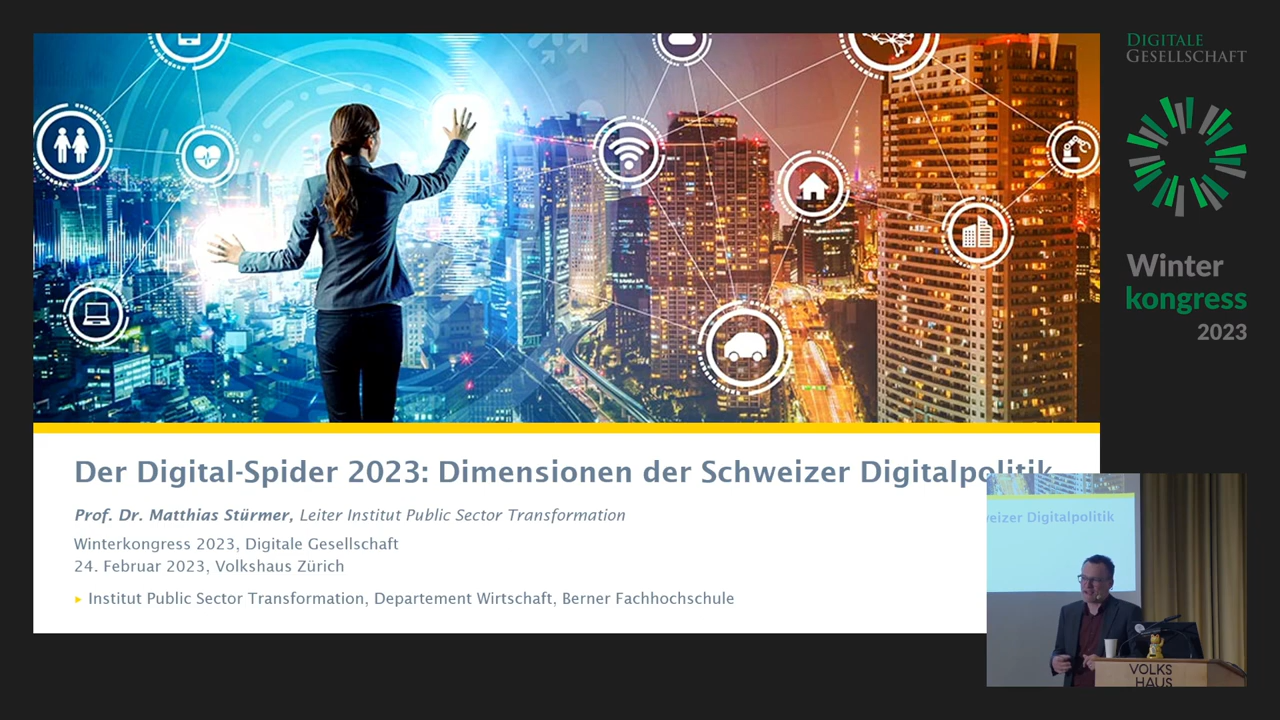 DIGITALE
GESELLSCHAFT
Winter
kongress
2023
Der Digital-Spider 2023: Dimensionen der Schweizer Digitalpolitik
Prof. Dr. Matthias Stürmer, Leiter Institut Public Sector Transformation
Winterkongress 2023, Digitale Gesellschaft
24. Februar 2023, Volkshaus Zürich
▸ Institut Public Sector Transformation, Departement Wirtschaft, Berner Fachhochschule
weizer Digitalpolitik
VOLKS
HAUS